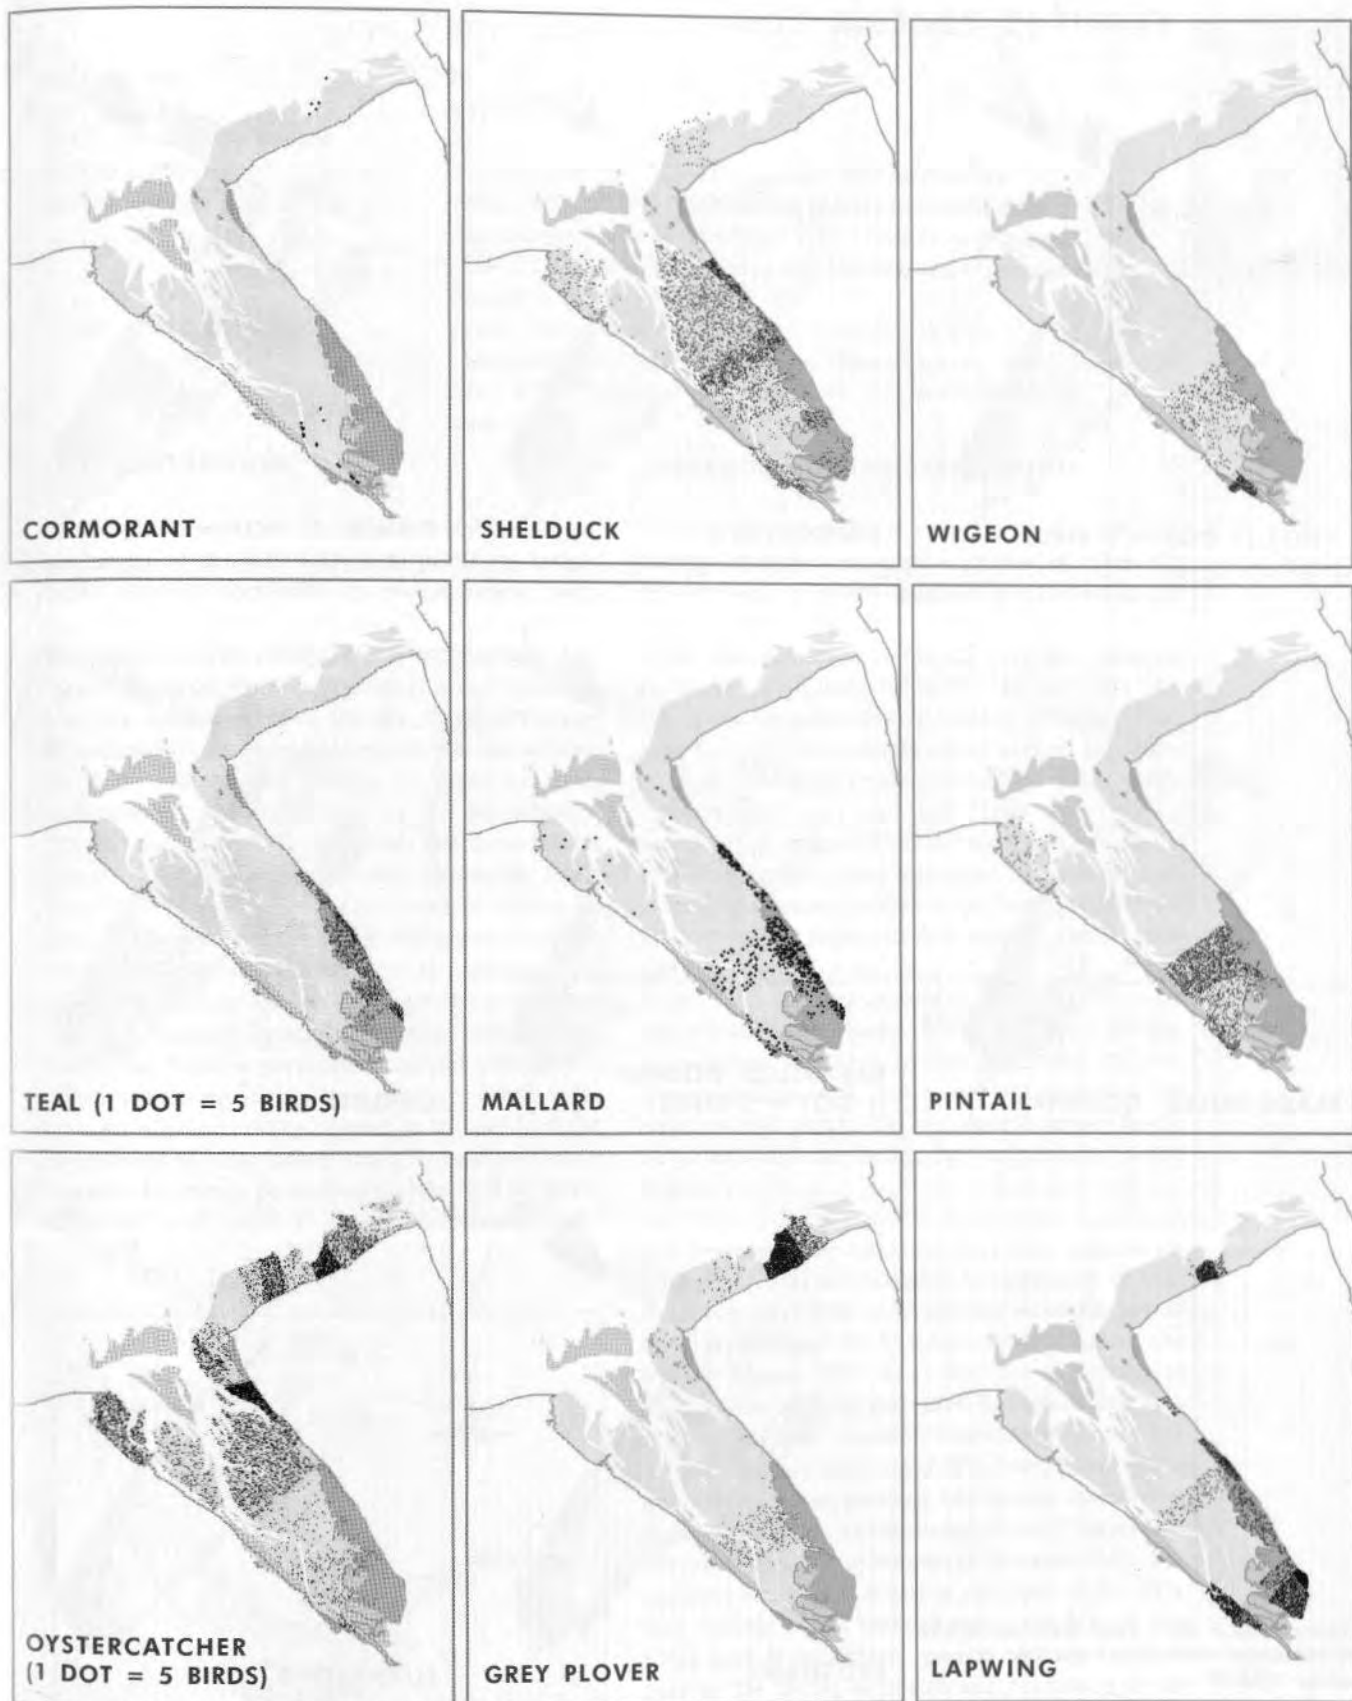 CORMORANT
SHELDUCK
WIGEON
TEAL (1 DOT = 5 BIRDS)
MALLARD
PINTAIL
OYSTERCATCHER
(1 DOT = 5 BIRDS)
GREY PLOVER
LAPWING